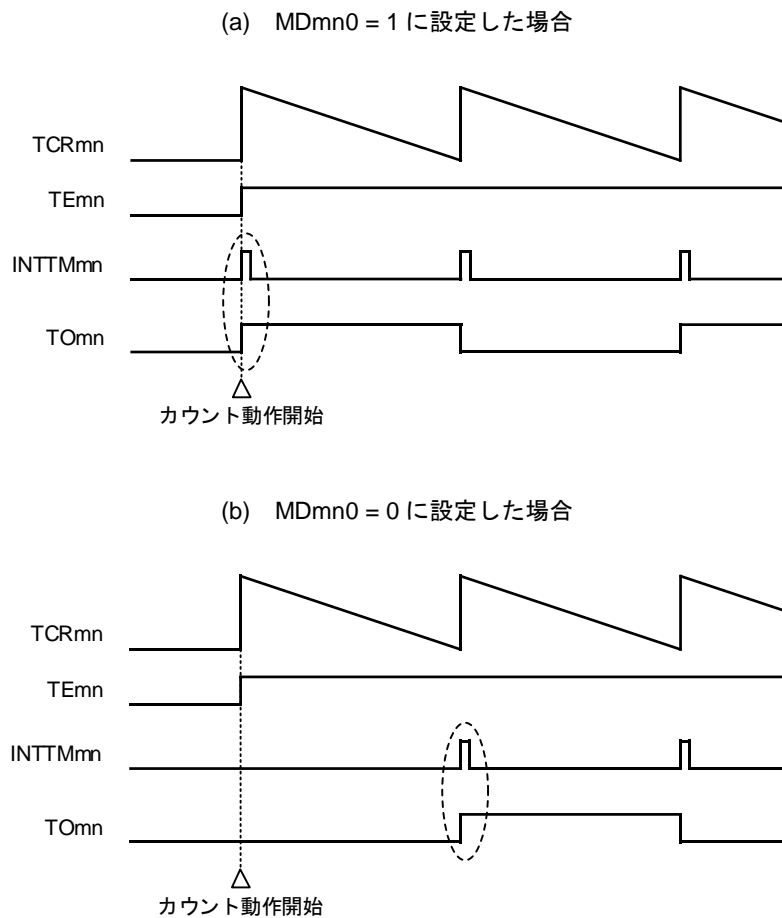 (a) MDmn0 = 1 に設定した場合
TCRmn
TEmn
INTTMmn
TOmn
カウント動作開始
(b) MDmn0 = 0 に設定した場合
TCRmn
TEmn
INTTMmn
TOmn
カウント動作開始